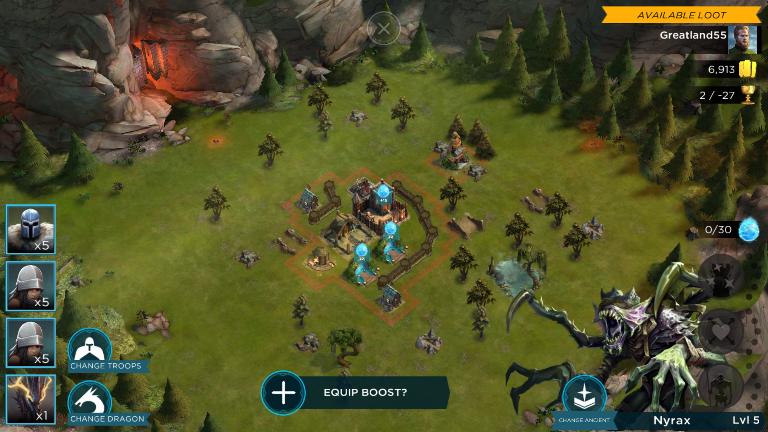 AVAILABLE LOOT
Greatland55
6,913
2 / -27
0/30
x5
x5
x5
CHANGE TROOPS
x1
CHANGE DRAGON
EQUIP BOOST?
CHANGE ANCIENT
Nyrax
Lvl 5